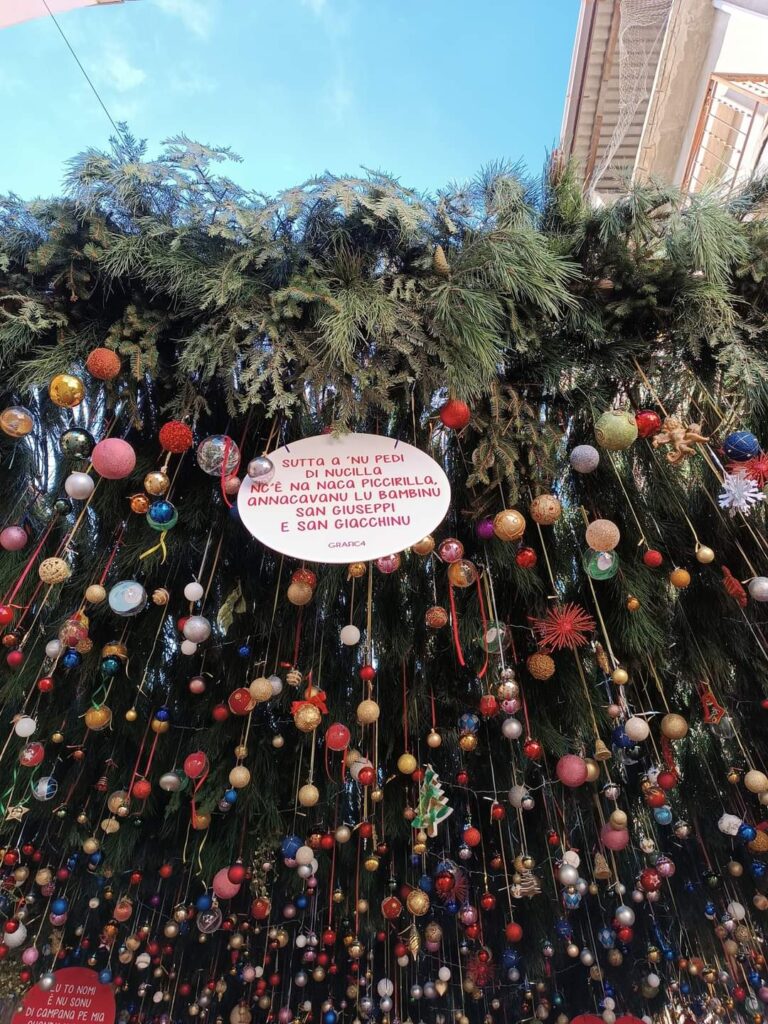 SUTTA A 'NU PEDI
DI NUCILLA
NC'È NA NACA PICCIRILLA,
ANNACAVANU LU BAMBINU
SAN GIUSEPPI
E SAN GIACCHINU
GRAFICA
U TO NOMI
È NU SONU
DI CAMPANA PE MIA